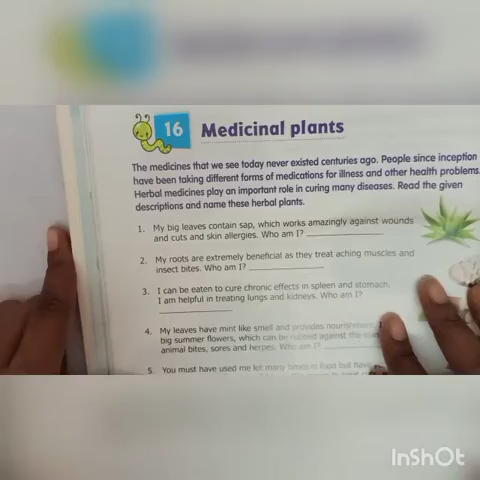 16 Medicinal plants
The medicines that we see today never existed centuries ago. People since inception
have been taking different forms of medications for illness and other health problems.
Herbal medicines play an important role in curing many diseases. Read the given
descriptions and name these herbal plants.
1. My big leaves contain sap, which works amazingly against wounds
and cuts and skin allergies. Who am I?
2. My roots are extremely beneficial as they treat aching muscles and
insect bites. Who am I?
3. I can be eaten to cure chronic effects in spleen and stomach.
I am helpful in treating lungs and kidneys. Who am I?
4. My leaves have mint like smell and provides nourishment. I
big summer flowers, which can be rubbed against the
animal bites, sores and herpes. Who am I?
5. You must have used me lot many times in food but have
InShOt